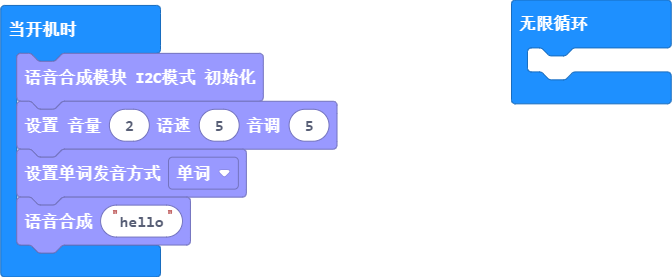 当开机时
语音合成模块 I2C模式 初始化
设置 音量 2 语速 5 音调 5
设置单词发音方式 单词
语音合成 "hello"
无限循环